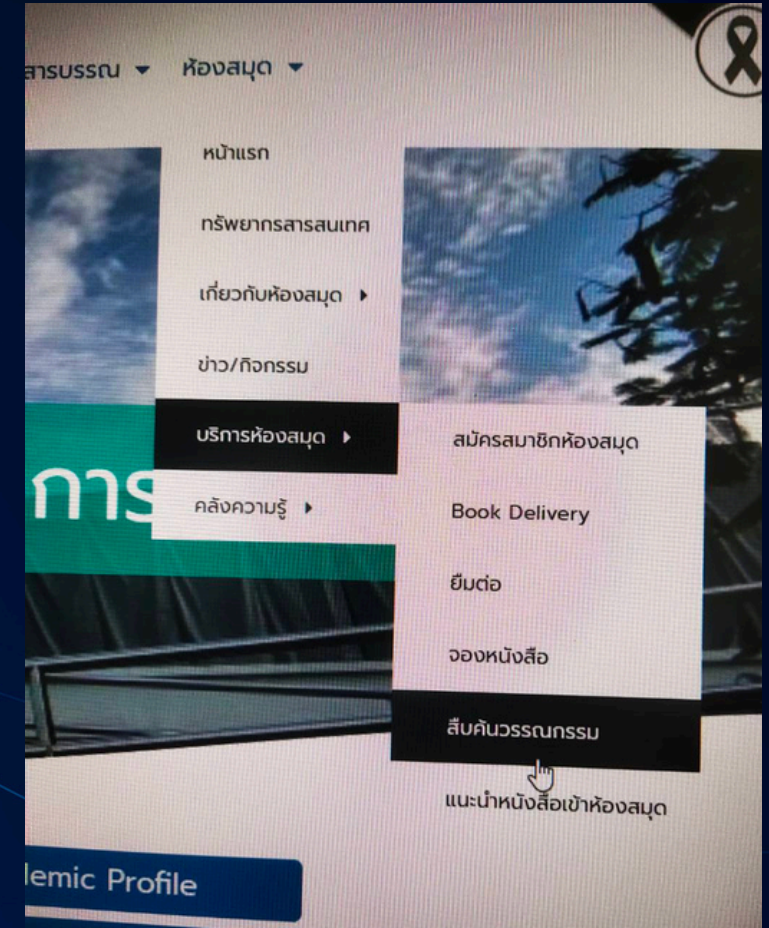 สารบรรณ ห้องสมุด
หน้าแรก
ทรัพยากรสารสนเทศ
เกี่ยวกับห้องสมุด
ข่าว/กิจกรรม
บริการห้องสมุด
คลังความรู้
การ
สมัครสมาชิกห้องสมุด
Book Delivery
ยืมต่อ
จองหนังสือ
สืบค้นวรรณกรรม
แนะนำหนังสือเข้าห้องสมุด
demic Profile